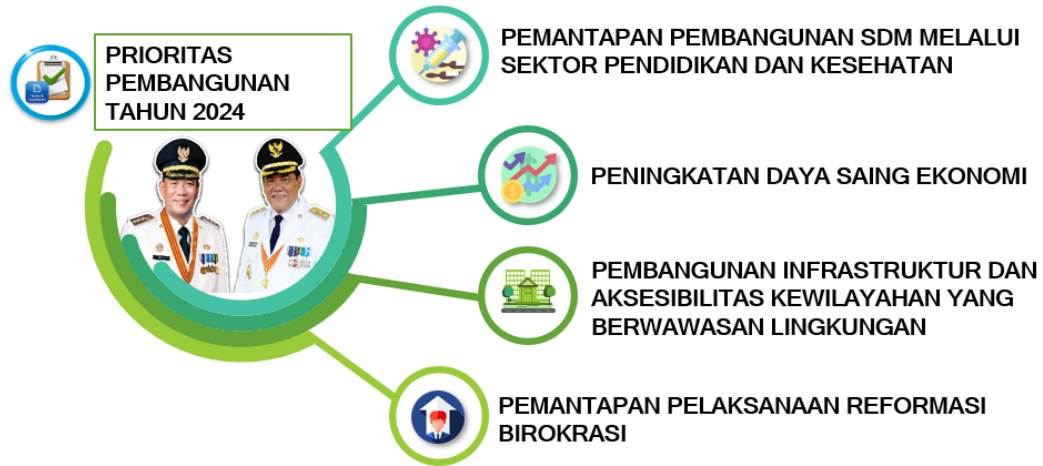 PRIORITAS
PEMBANGUNAN
TAHUN 2024
PEMANTAPAN PEMBANGUNAN SDM MELALUI
SEKTOR PENDIDIKAN DAN KESEHATAN
PENINGKATAN DAYA SAING EKONOMI
PEMBANGUNAN INFRASTRUKTUR DAN
AKSESIBILITAS KEWILAYAHAN YANG
BERWAWASAN LINGKUNGAN
PEMANTAPAN PELAKSANAAN REFORMASI
BIROKRASI